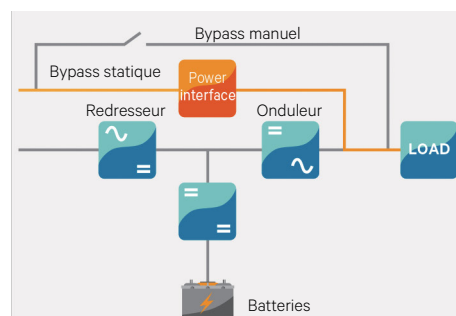 Bypass manuel
Bypass statique
Power
interface
Redresseur
Onduleur
LOAD
Batteries